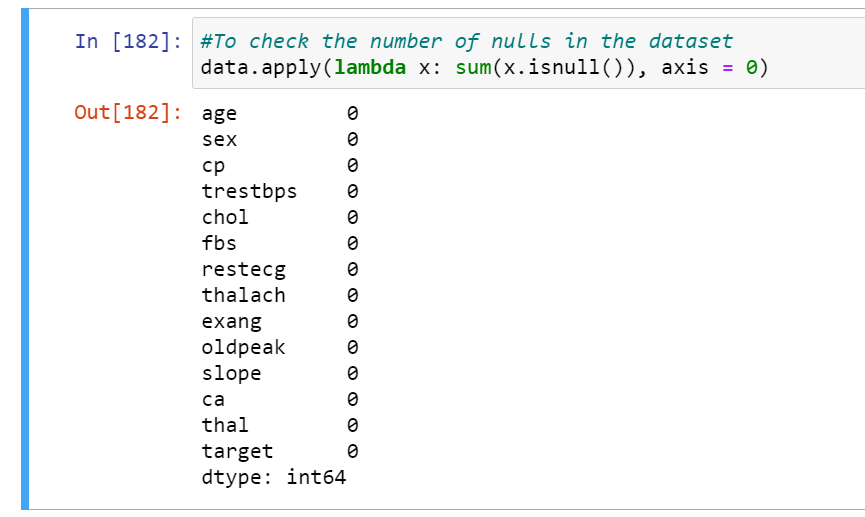 In [182]: #To check the number of nulls in the dataset
data.apply(lambda x: sum(x.isnull()), axis = 0)
Out[182]: age 0
sex 0
cp 0
trestbps 0
chol 0
fbs 0
restecg 0
thalach 0
exang 0
oldpeak 0
slope 0
ca 0
thal 0
target 0
dtype: int64